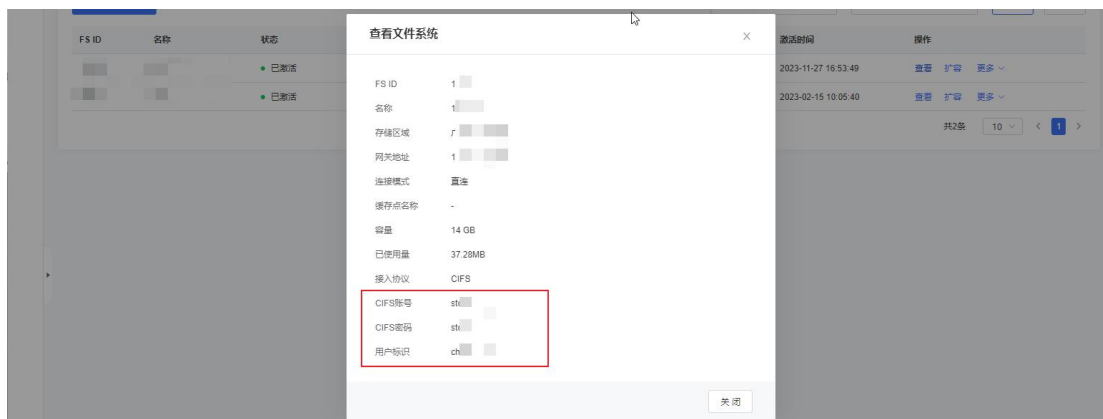 FS ID 名称 状态 激活时间 操作
已激活 2023-11-27 16:53:49 查看 扩容 更多
已激活 2023-02-15 10:05:40 查看 扩容 更多
共2条 10 1
查看文件系统
FS ID 1
名称 1
存储区域
网关地址 1
连接模式 直连
缓存点名称 -
容量 14 GB
已使用量 37.28MB
接入协议 CIFS
CIFS账号
CIFS密码
用户标识 ch
关 闭